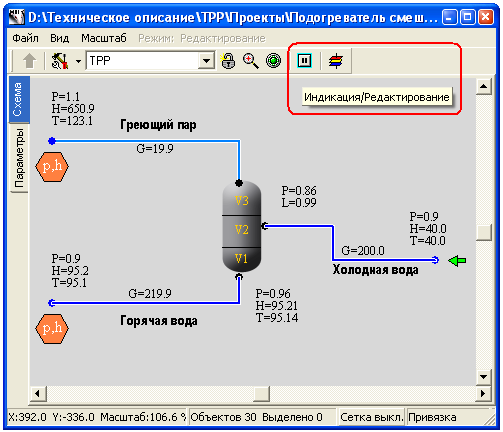 D:\Техническое описание\TPP\Проекты\Подогреватель смеш...
Файл Вид Масштаб Режим: Редактирование
TPP
Индикация/Редактирование
Схема
Параметры
P=1.1
H=650.9
T=123.1
Греющий пар
G=19.9
p,h
V3
V2
V1
P=0.86
L=0.99
P=0.9
H=40.0
T=40.0
G=200.0
Холодная вода
P=0.9
H=95.2
T=95.1
G=219.9
p,h
Горячая вода
P=0.96
H=95.21
T=95.14
X:392.0 Y:-336.0 Масштаб:106.6 % Объектов 30 Выделено 0 Сетка выкл. Привязка